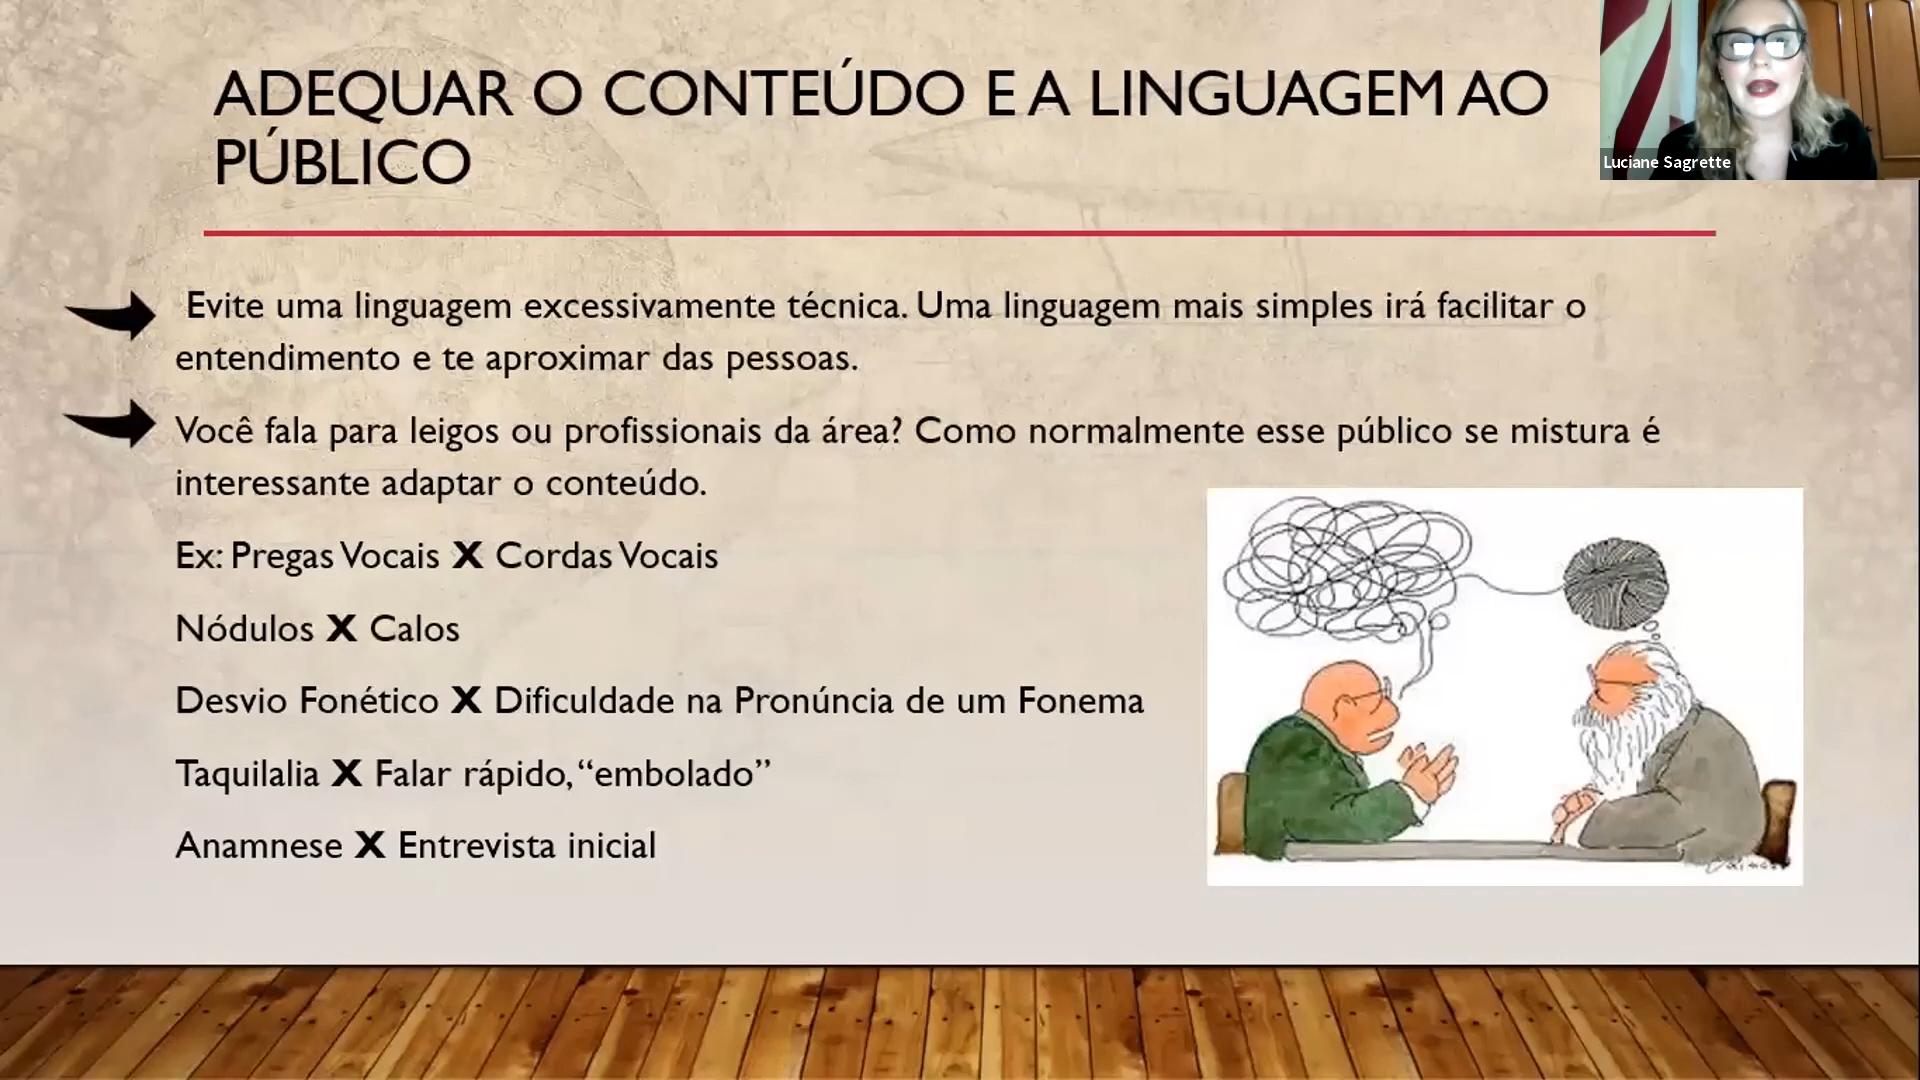 ADEQUAR O CONTEÚDO E A LINGUAGEM AO
PÚBLICO
Luciane Sagrette
Evite uma linguagem excessivamente técnica. Uma linguagem mais simples irá facilitar o
entendimento e te aproximar das pessoas.
Você fala para leigos ou profissionais da área? Como normalmente esse público se mistura é
interessante adaptar o conteúdo.
Ex: Pregas Vocais X Cordas Vocais
Nódulos X Calos
Desvio Fonético X Dificuldade na Pronúncia de um Fonema
Taquilalia X Falar rápido, “embolado”
Anamnese X Entrevista inicial